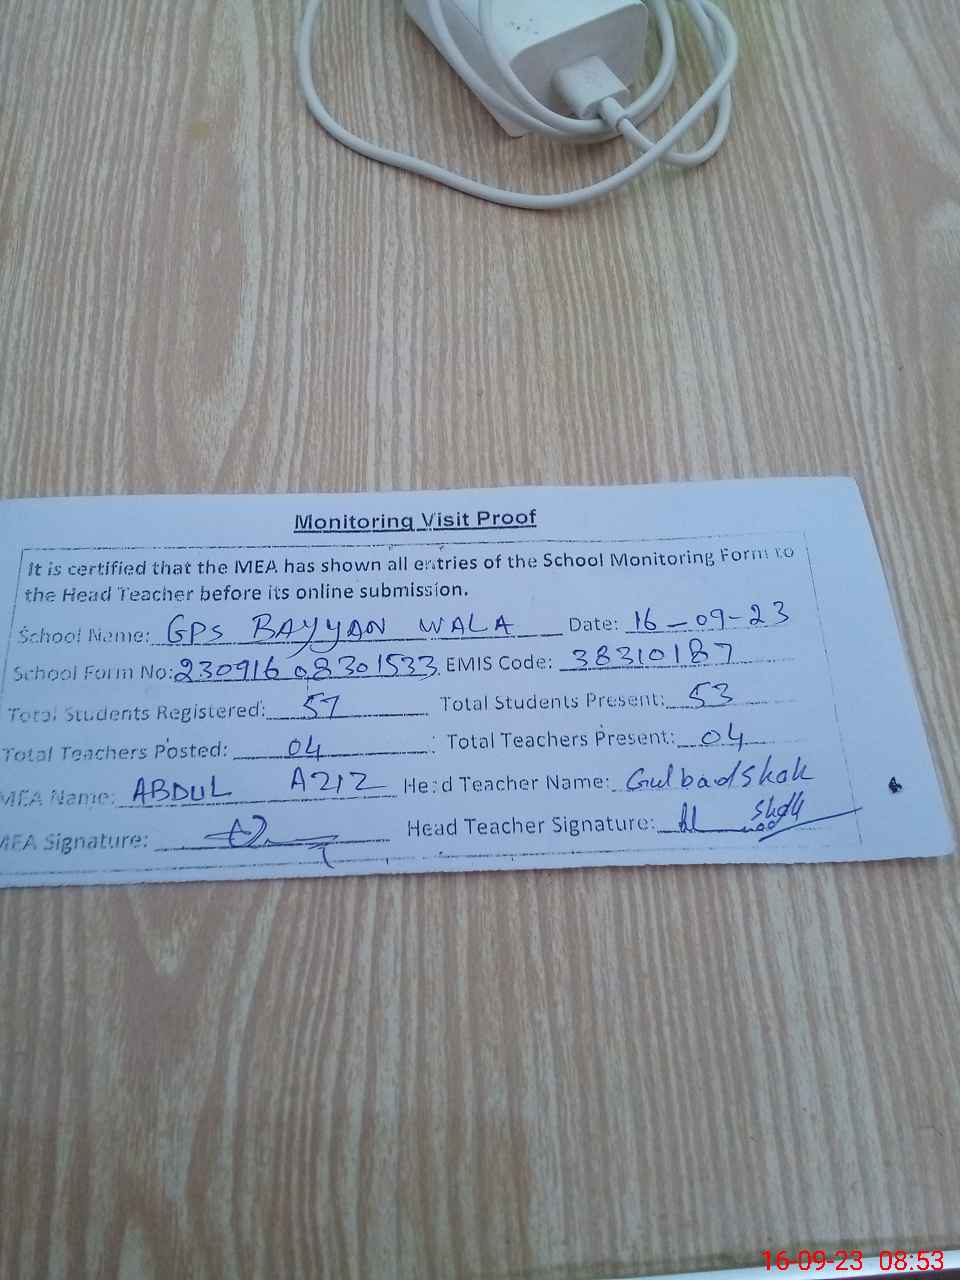 Monitoring Visit Proof
It is certified that the MEA has shown all entries of the School Monitoring Form to
the Head Teacher before its online submission.
School Name: GPS BAYYAN WALA Date: 16-09-23
School Form No: 230916 08301533 EMIS Code: 38310187
Total Students Registered: 57 Total Students Present: 53
Total Teachers Posted: 04 Total Teachers Present: 04
MEA Name: ABDUL AZIZ Head Teacher Name: Gul badshah
MEA Signature: Head Teacher Signature:
16-09-23 08:53